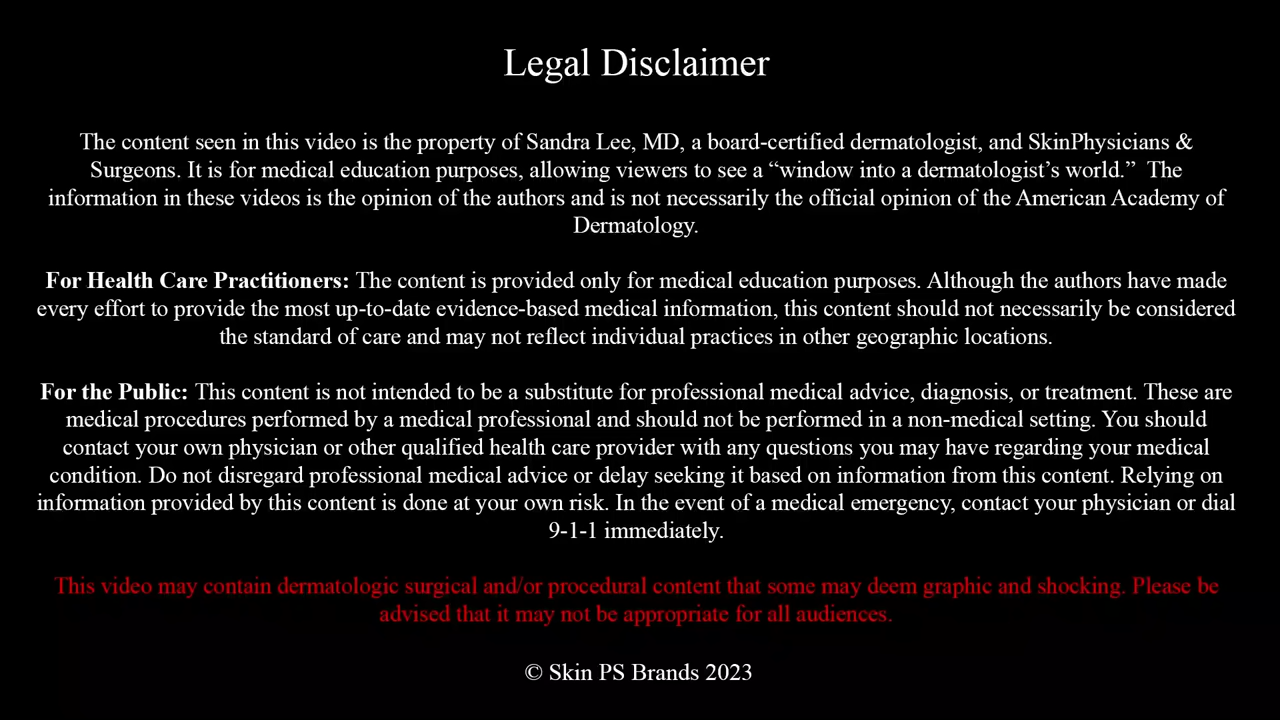 Legal Disclaimer
The content seen in this video is the property of Sandra Lee, MD, a board-certified dermatologist, and SkinPhysicians &
Surgeons. It is for medical education purposes, allowing viewers to see a “window into a dermatologist’s world.”  The
information in these videos is the opinion of the authors and is not necessarily the official opinion of the American Academy of
Dermatology.
For Health Care Practitioners: The content is provided only for medical education purposes. Although the authors have made
every effort to provide the most up-to-date evidence-based medical information, this content should not necessarily be considered
the standard of care and may not reflect individual practices in other geographic locations.
For the Public: This content is not intended to be a substitute for professional medical advice, diagnosis, or treatment. These are
medical procedures performed by a medical professional and should not be performed in a non-medical setting. You should
contact your own physician or other qualified health care provider with any questions you may have regarding your medical
condition. Do not disregard professional medical advice or delay seeking it based on information from this content. Relying on
information provided by this content is done at your own risk. In the event of a medical emergency, contact your physician or dial
9-1-1 immediately.
This video may contain dermatologic surgical and/or procedural content that some may deem graphic and shocking. Please be
advised that it may not be appropriate for all audiences.
© Skin PS Brands 2023